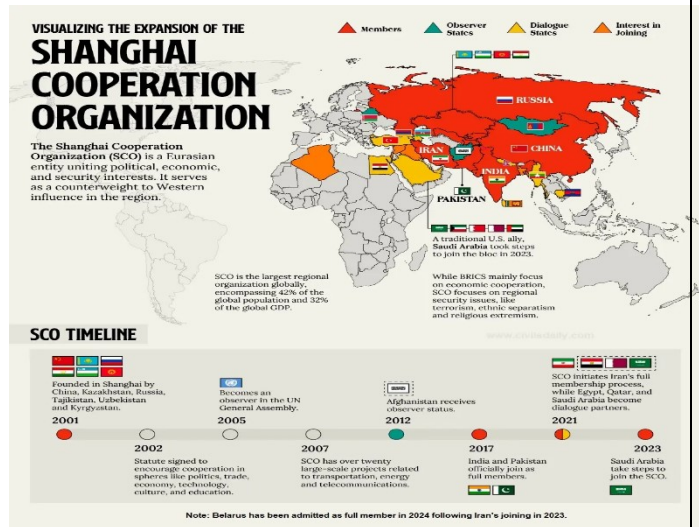 VISUALIZING THE EXPANSION OF THE
SHANGHAI
COOPERATION
ORGANIZATION
The Shanghai Cooperation
Organization (SCO) is a Eurasian
entity uniting political, economic,
and security interests. It serves
as a counterweight to Western
influence in the region.
Members
Observer
States
Dialogue
States
Interest in
Joining
RUSSIA
CHINA
IRAN
INDIA
PAKISTAN
A traditional U.S. ally,
Saudi Arabia took steps
to join the bloc in 2023.
SCO is the largest regional
organization globally,
encompassing 42% of the
global population and 32%
of the global GDP.
While BRICS mainly focus
on economic cooperation,
SCO focuses on regional
security issues, like
terrorism, ethnic separatism
and religious extremism.
SCO TIMELINE
Founded in Shanghai by
China, Kazakhstan, Russia,
Tajikistan, Uzbekistan
and Kyrgyzstan.
2001
2002
Statute signed to
encourage cooperation in
spheres like politics, trade,
economy, technology,
culture, and education.
Becomes an
observer in the UN
General Assembly.
2005
2007
SCO has over twenty
large-scale projects related
to transportation, energy
and telecommunications.
Afghanistan receives
observer status.
2012
2017
India and Pakistan
officially join as
full members.
SCO initiates Iran's full
membership process,
while Egypt, Qatar, and
Saudi Arabia become
dialogue partners.
2021
2023
Saudi Arabia
take steps to
join the SCO.
Note: Belarus has been admitted as full member in 2024 following Iran's joining in 2023.